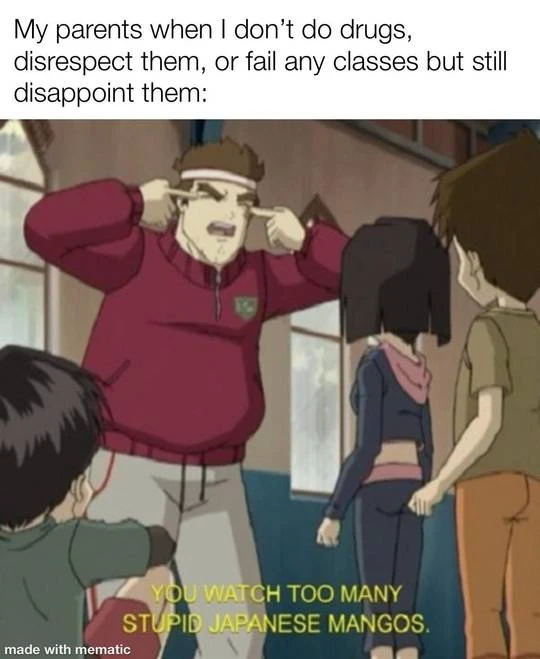 My parents when I don’t do drugs,
disrespect them, or fail any classes but still
disappoint them:
YOU WATCH TOO MANY
STUPID JAPANESE MANGOS.
made with mematic